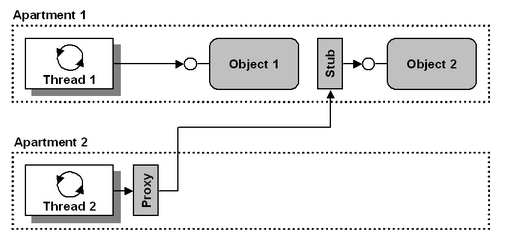 Apartment 1
Thread 1
Object 1
Stub
Object 2
Apartment 2
Thread 2
Proxy